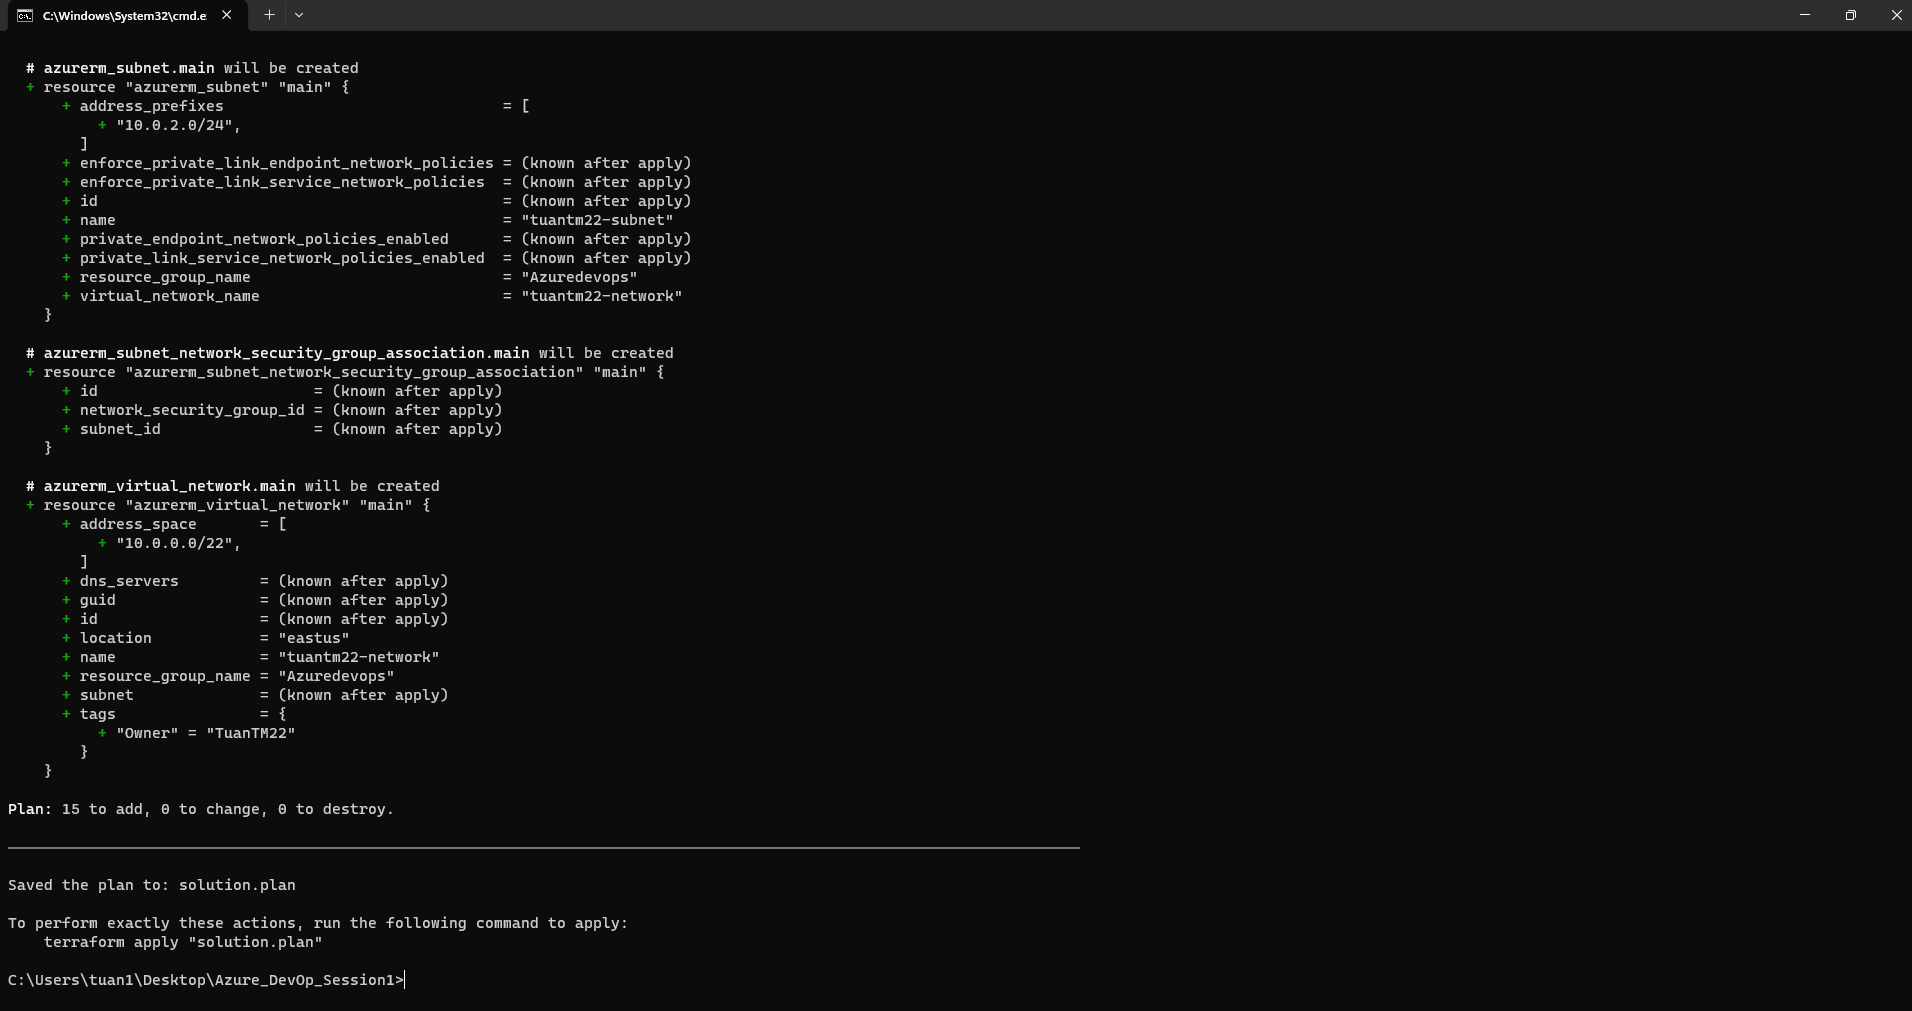 C:\Windows\System32\cmd.e
# azurerm_subnet.main will be created
+ resource "azurerm_subnet" "main" {
+ address_prefixes = [
+ "10.0.2.0/24",
]
+ enforce_private_link_endpoint_network_policies = (known after apply)
+ enforce_private_link_service_network_policies = (known after apply)
+ id = (known after apply)
+ name = "tuantm22-subnet"
+ private_endpoint_network_policies_enabled = (known after apply)
+ private_link_service_network_policies_enabled = (known after apply)
+ resource_group_name = "Azuredevops"
+ virtual_network_name = "tuantm22-network"
}
# azurerm_subnet_network_security_group_association.main will be created
+ resource "azurerm_subnet_network_security_group_association" "main" {
+ id = (known after apply)
+ network_security_group_id = (known after apply)
+ subnet_id = (known after apply)
}
# azurerm_virtual_network.main will be created
+ resource "azurerm_virtual_network" "main" {
+ address_space = [
+ "10.0.0.0/22",
]
+ dns_servers = (known after apply)
+ guid = (known after apply)
+ id = (known after apply)
+ location = "eastus"
+ name = "tuantm22-network"
+ resource_group_name = "Azuredevops"
+ subnet = (known after apply)
+ tags = {
+ "Owner" = "TuanTM22"
}
}
Plan: 15 to add, 0 to change, 0 to destroy.
Saved the plan to: solution.plan
To perform exactly these actions, run the following command to apply:
terraform apply "solution.plan"
C:\Users\tuan1\Desktop\Azure_DevOp_Session1>